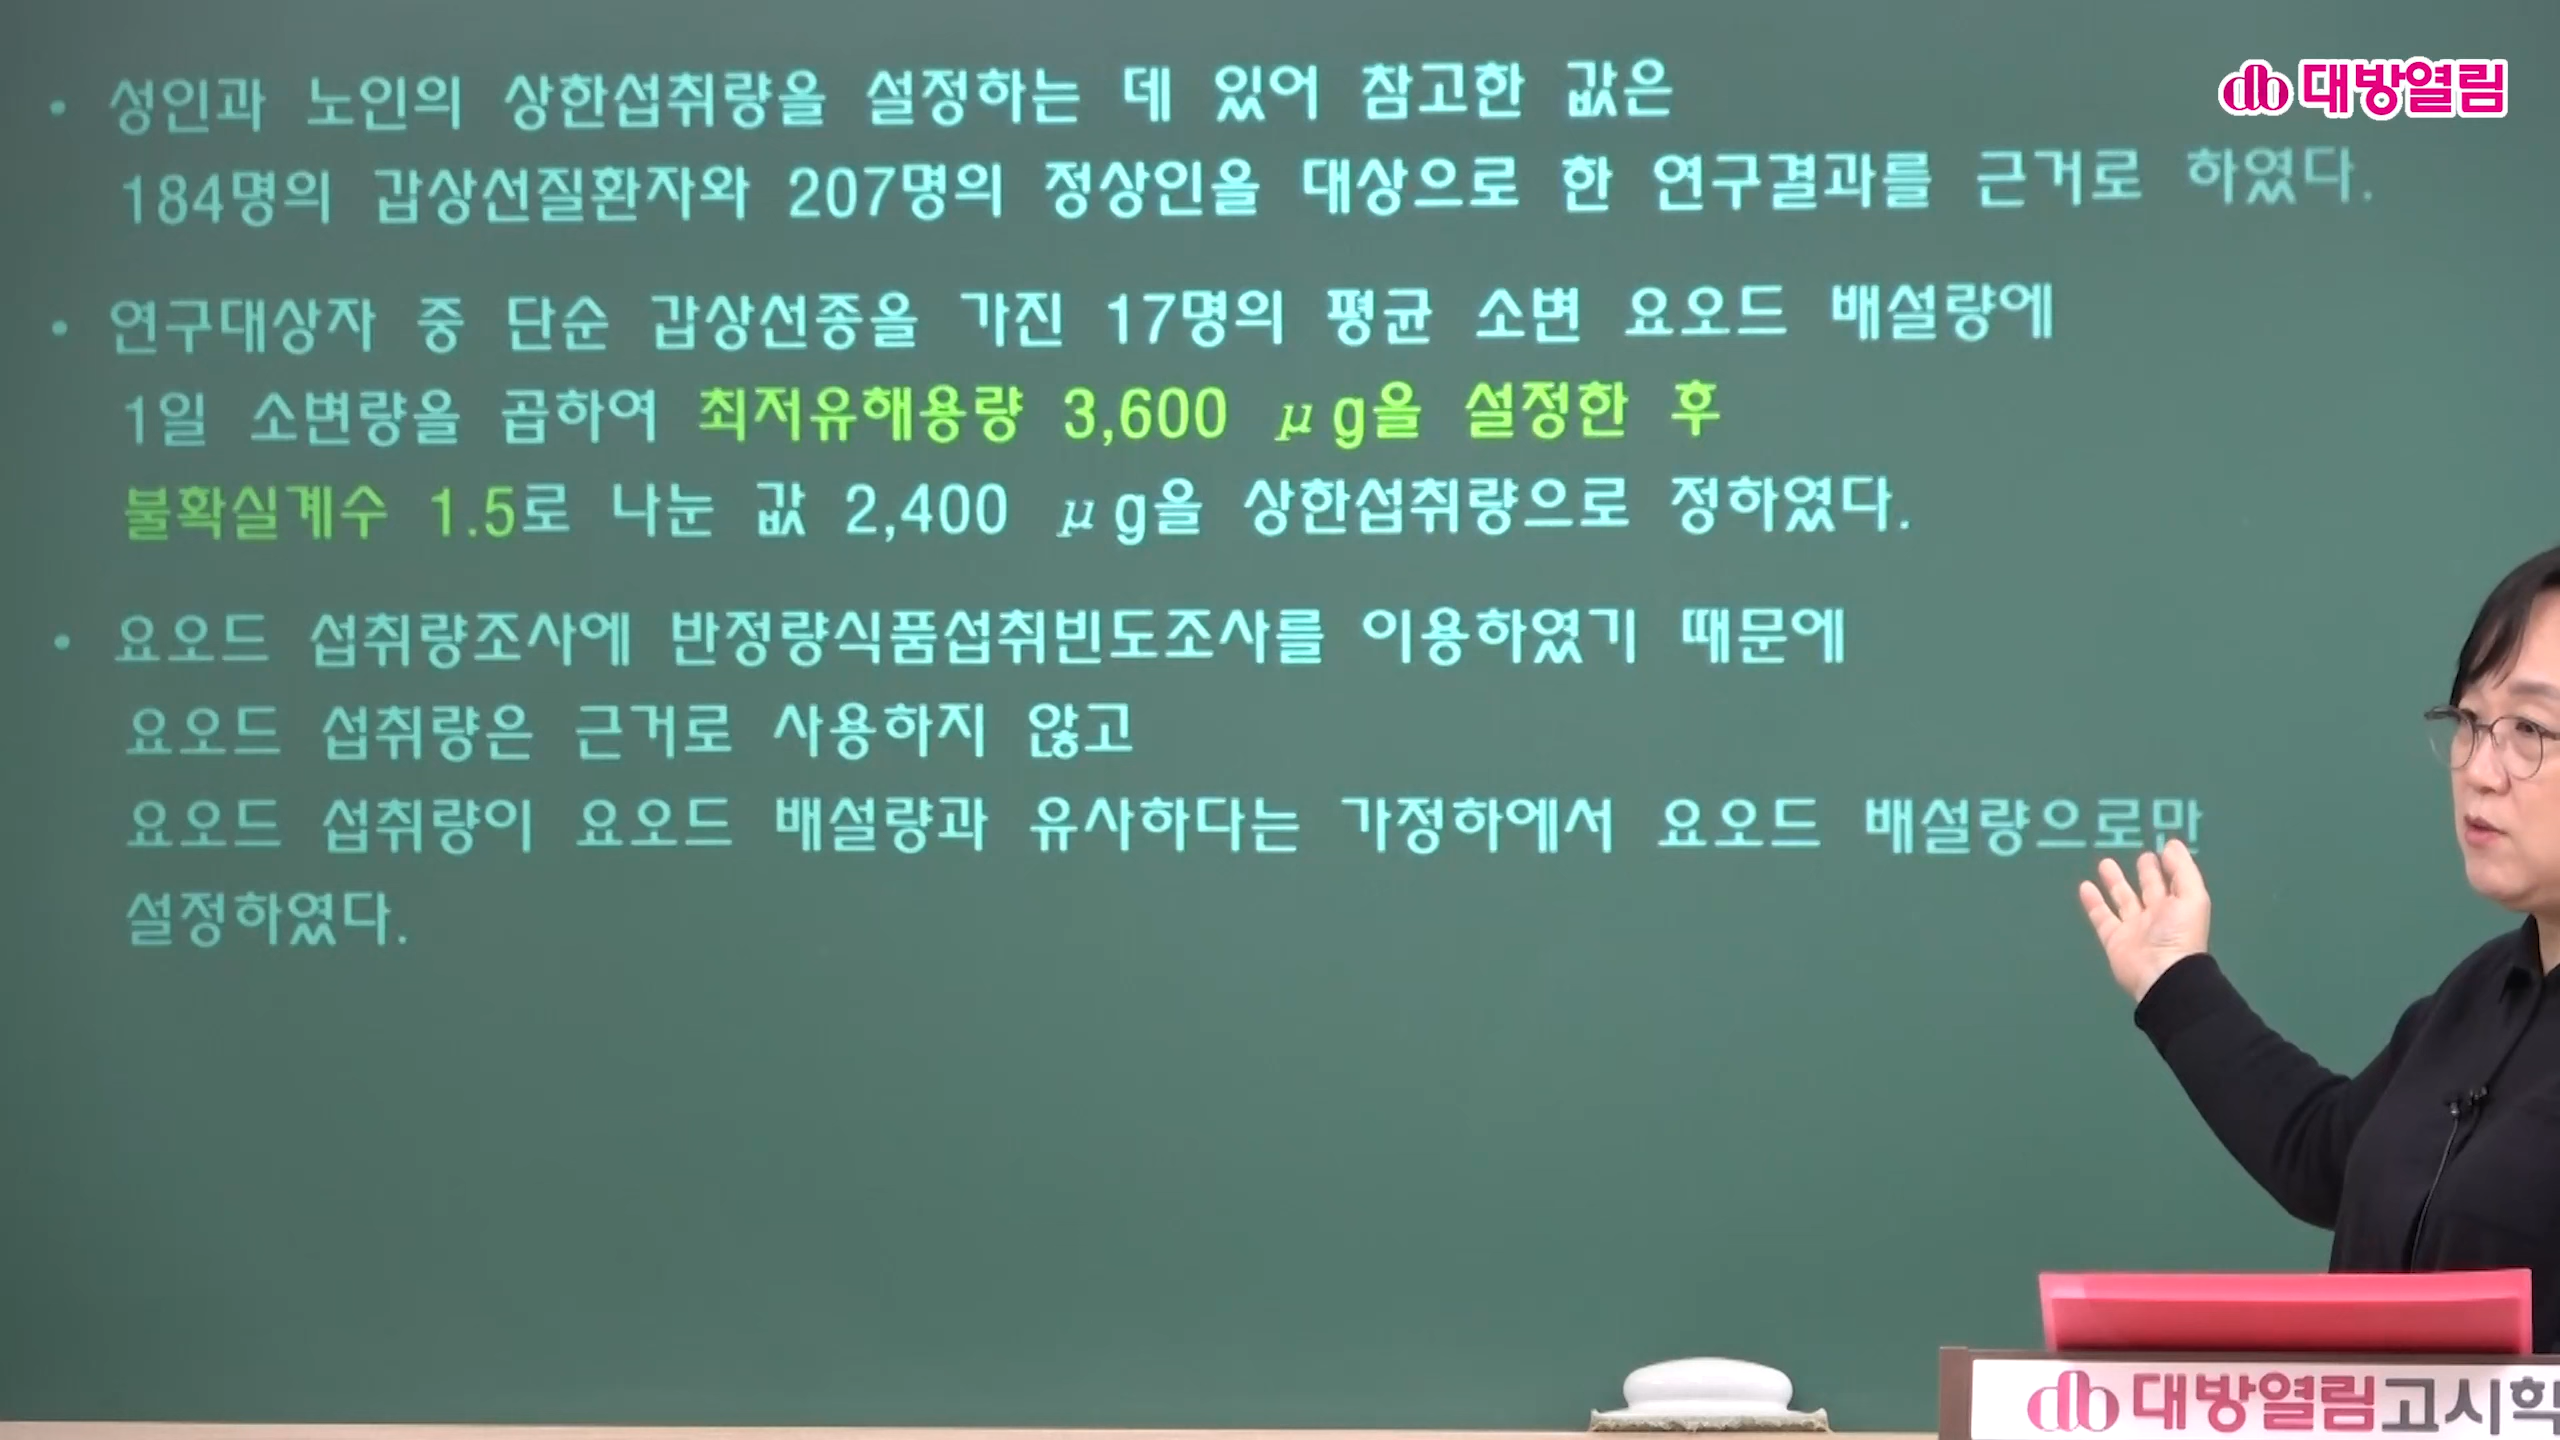 대방열림
• 성인과 노인의 상한섭취량을 설정하는 데 있어 참고한 값은
184명의 갑상선질환자와 207명의 정상인을 대상으로 한 연구결과를 근거로 하였다.
• 연구대상자 중 단순 갑상선종을 가진 17명의 평균 소변 요오드 배설량에
1일 소변량을 곱하여 최저유해용량 3,600 μg을 설정한 후
불확실계수 1.5로 나눈 값 2,400 μg을 상한섭취량으로 정하였다.
• 요오드 섭취량조사에 반정량식품섭취빈도조사를 이용하였기 때문에
요오드 섭취량은 근거로 사용하지 않고
요오드 섭취량이 요오드 배설량과 유사하다는 가정하에서 요오드 배설량으로만
설정하였다.
대방열림고시학